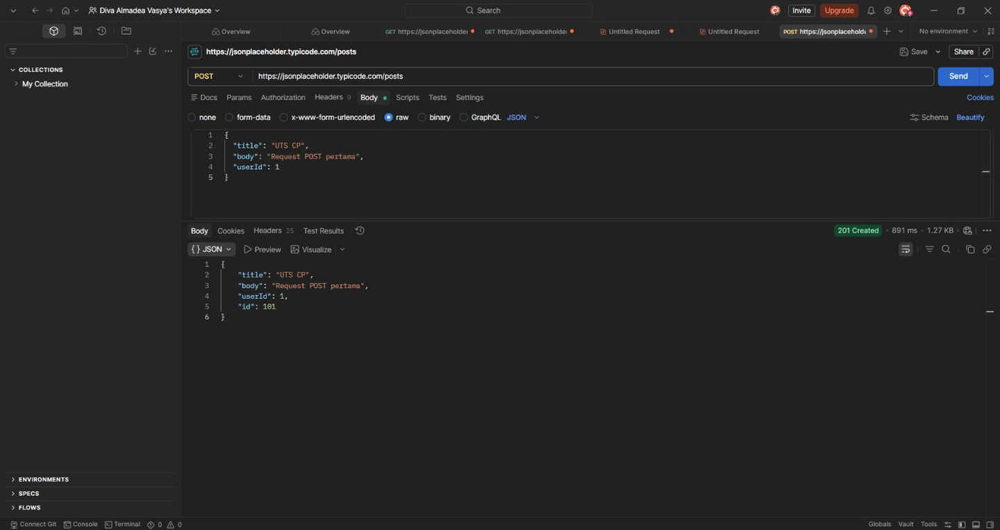 Diva Almadea Vasya's Workspace
Search
Invite
Upgrade
9
Overview
Overview
GET https://jsonplaceholder
GET https://jsonplaceholder
Untitled Request
Untitled Request
POST https://jsonplaceholde
No environment
HTTP https://jsonplaceholder.typicode.com/posts
Save
Share
COLLECTIONS
My Collection
POST
https://jsonplaceholder.typicode.com/posts
Send
Docs Params Authorization Headers 9 Body Scripts Tests Settings
Cookies
none form-data x-www-form-urlencoded raw binary GraphQL JSON
Schema Beautify
1 {
2 "title": "UTS CP",
3 "body": "Request POST pertama",
4 "userId": 1
5 }
Body Cookies Headers 25 Test Results
201 Created 891 ms 1.27 KB
{} JSON Preview Visualize
1 {
2 "title": "UTS CP",
3 "body": "Request POST pertama",
4 "userId": 1,
5 "id": 101
6 }
ENVIRONMENTS
SPECS
FLOWS
Connect Git Console Terminal 0 0
Globals Vault Tools